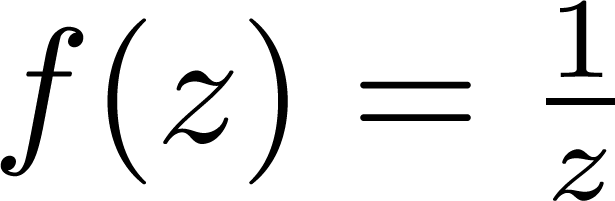 f(z) = 1/z